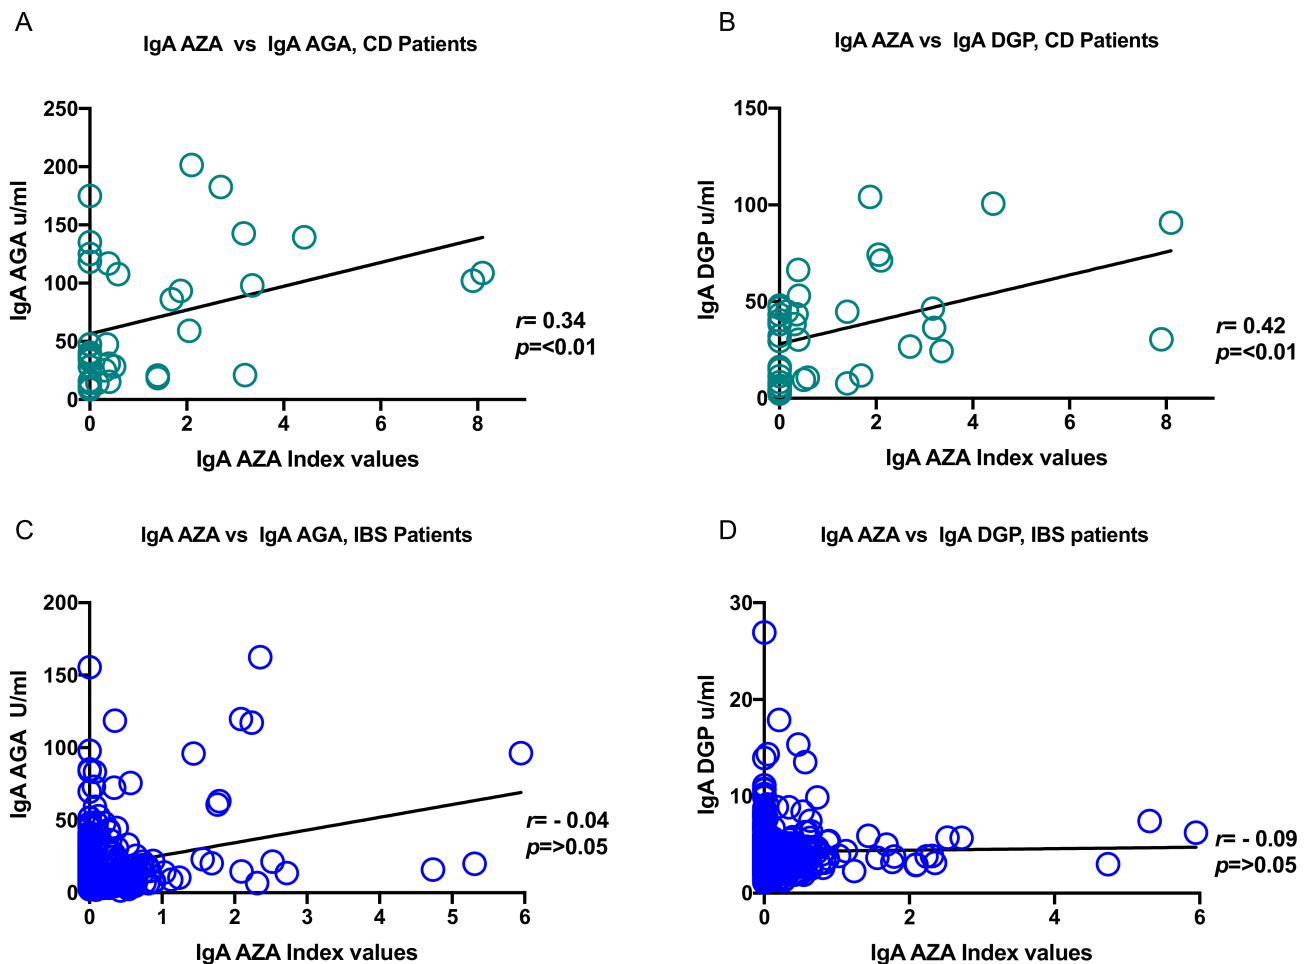 A
IgA AZA  vs  IgA AGA, CD Patients
250
200
150
100
50
0
IgA AGA u/ml
0 2 4 6 8
IgA AZA Index values
r= 0.34
p=<0.01
B
IgA AZA vs  IgA DGP, CD Patients
150
100
50
0
IgA DGP u/ml
0 2 4 6 8
IgA AZA Index values
r= 0.42
p=<0.01
C
IgA AZA vs  IgA AGA, IBS Patients
200
150
100
50
0
IgA AGA  U/ml
0 1 2 3 4 5 6
IgA AZA Index values
r= - 0.04
p=>0.05
D
IgA AZA vs  IgA DGP, IBS patients
30
20
10
0
IgA DGP u/ml
0 2 4 6
IgA AZA Index values
r= - 0.09
p=>0.05